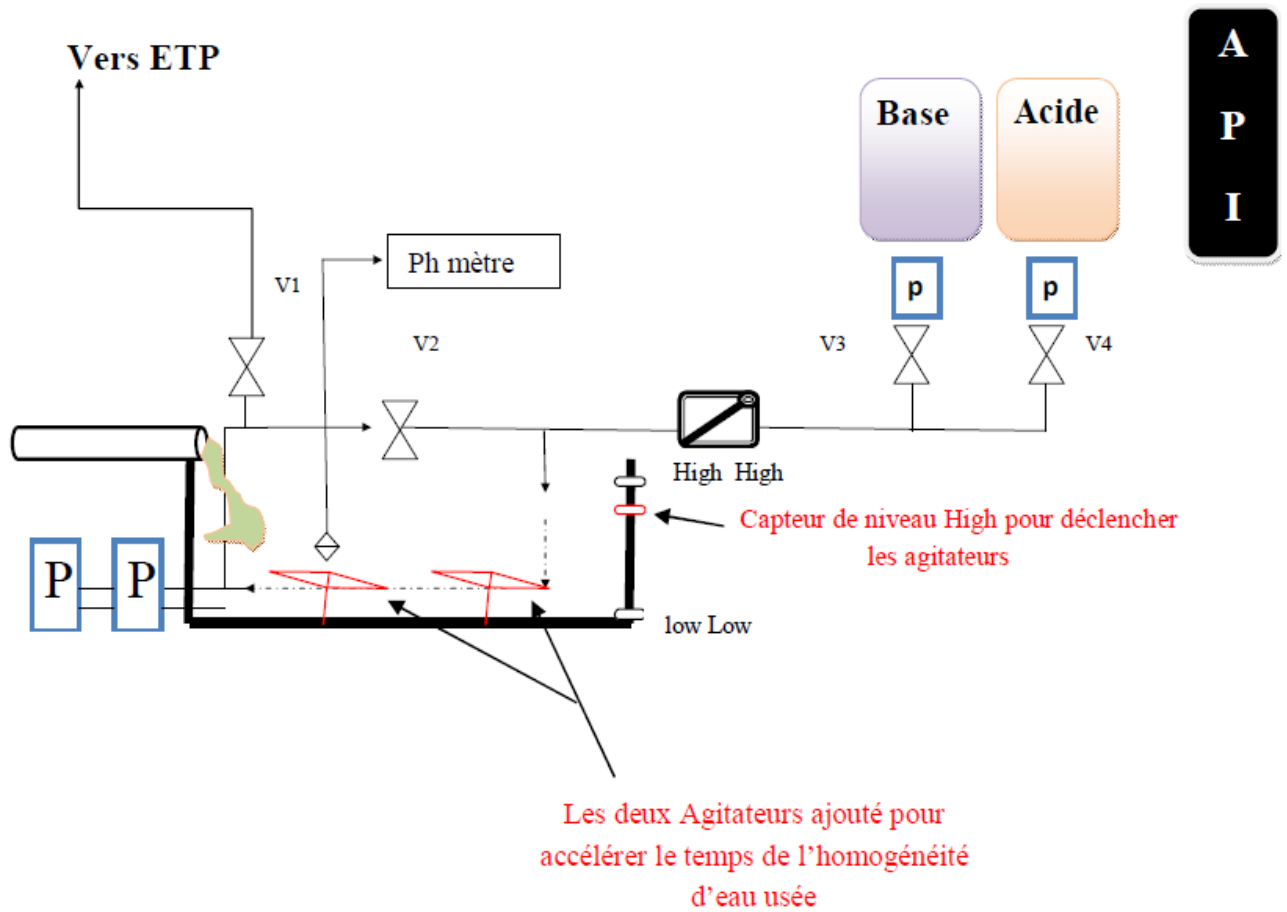 Vers ETP
Base
Acide
A
P
I
Ph mètre
V1
V2
p
p
V3
V4
High High
Capteur de niveau High pour déclencher
les agitateurs
P
P
low Low
Les deux Agitateurs ajouté pour
accélérer le temps de l’homogénéité
d’eau usée